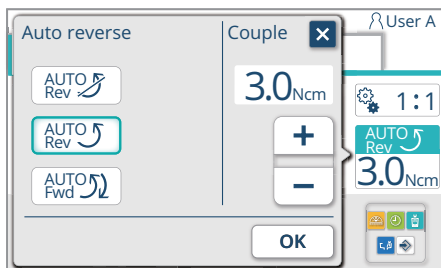 User A
Auto reverse
Couple
AUTO
Rev
3.0Ncm
1:1
AUTO
Rev
+
AUTO
Rev
3.0Ncm
AUTO
Fwd
−
OK